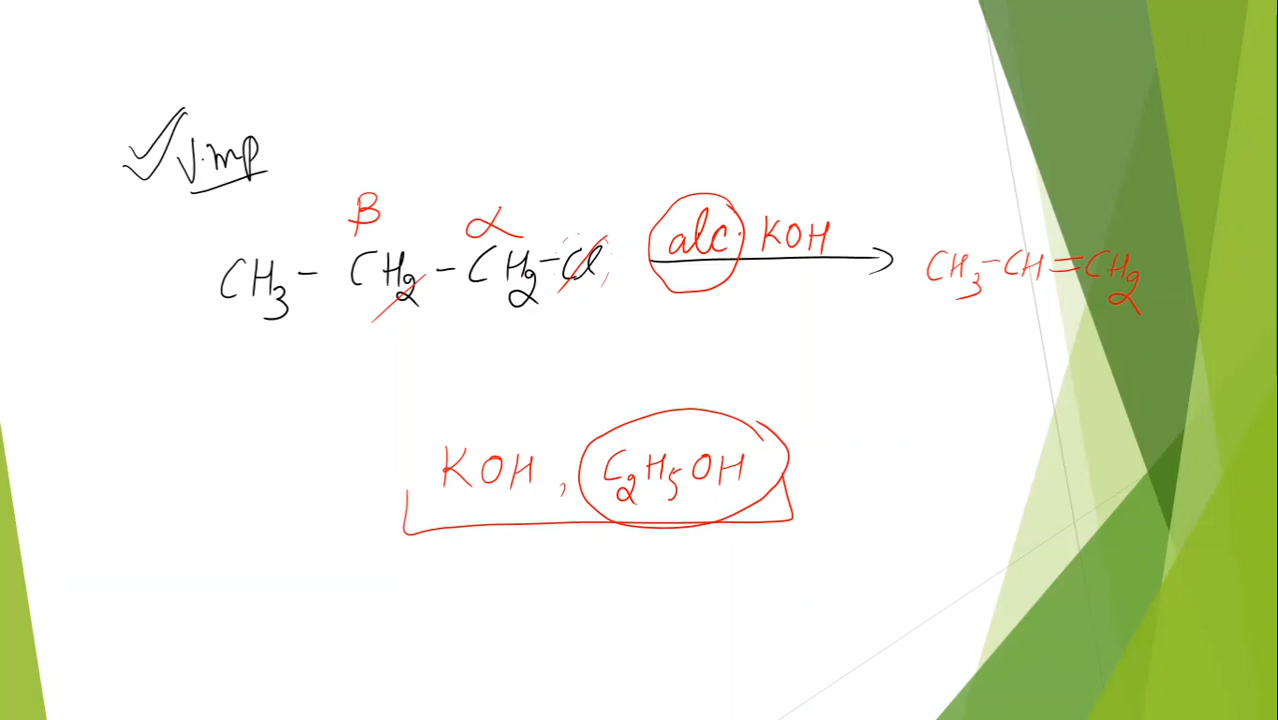 V.Imp
β α
CH₃ – CH₂ – CH₂ – Cl alc. KOH → CH₃–CH=CH₂
KOH, C₂H₅OH